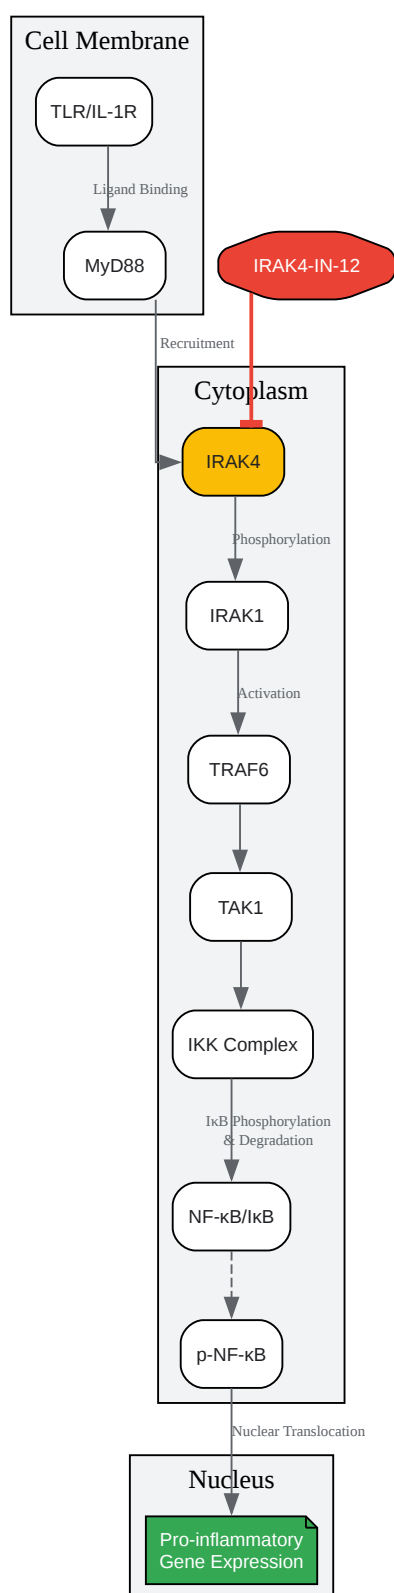 Cell Membrane
TLR/IL-1R
Ligand Binding
MyD88
IRAK4-IN-12
Recruitment
Cytoplasm
IRAK4
Phosphorylation
IRAK1
Activation
TRAF6
TAK1
IKK Complex
IκB Phosphorylation
& Degradation
NF-κB/IκB
p-NF-κB
Nuclear Translocation
Nucleus
Pro-inflammatory
Gene Expression